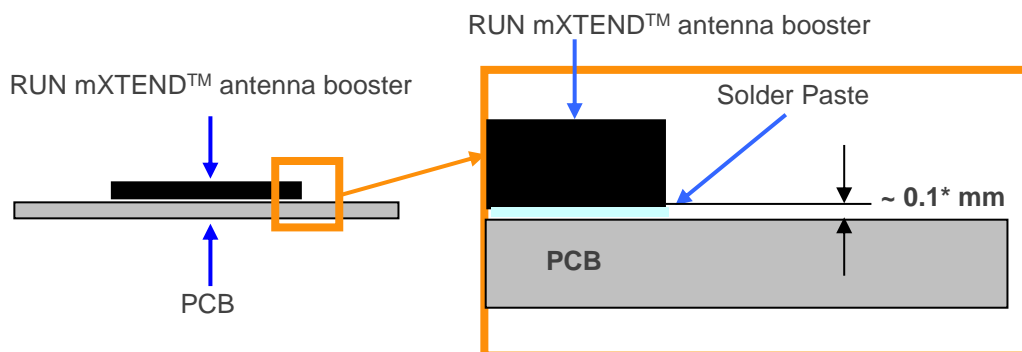 RUN mXTEND™ antenna booster
PCB
RUN mXTEND™ antenna booster
Solder Paste
~ 0.1* mm
PCB